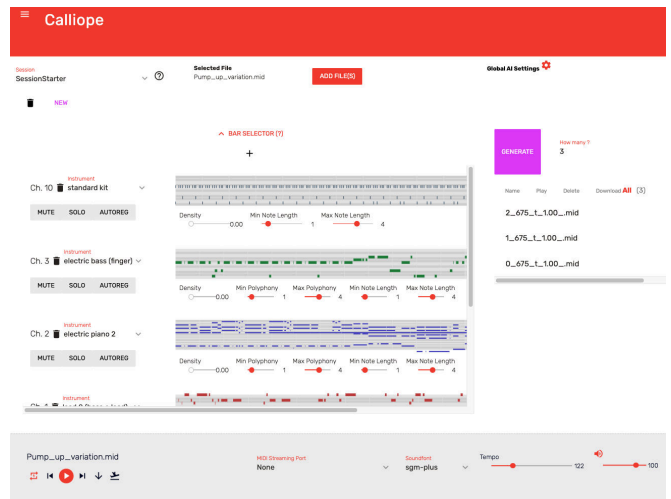 Calliope
Session
SessionStarter
Selected File
Pump_up_variation.mid
ADD FILE(S)
Global AI Settings
NEW
BAR SELECTOR (?)
+
GENERATE
How many ?
3
Name Play Delete Download All (3)
2_675_t_1.00_.mid
1_675_t_1.00_.mid
0_675_t_1.00_.mid
Instrument
Ch. 10 standard kit
MUTE SOLO AUTOREG
Density Min Note Length Max Note Length
0.00 1 4
Instrument
Ch. 3 electric bass (finger)
MUTE SOLO AUTOREG
Density Min Polyphony Max Polyphony Min Note Length Max Note Length
0.00 1 4 1 4
Instrument
Ch. 2 electric piano 2
MUTE SOLO AUTOREG
Density Min Polyphony Max Polyphony Min Note Length Max Note Length
0.00 1 4 1 4
Instrument
Pump_up_variation.mid
MIDI Streaming Port
None
Soundfont
sgm-plus
Tempo
122
100